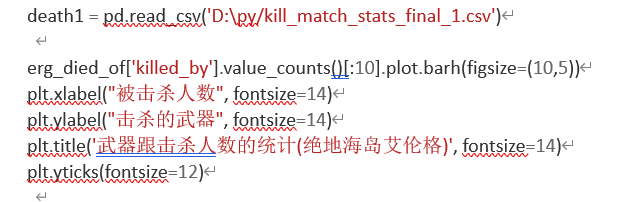 death1 = pd.read_csv('D:\py/kill_match_stats_final_1.csv')
erg_died_of['killed_by'].value_counts()[:10].plot.barh(figsize=(10,5))
plt.xlabel("被击杀人数", fontsize=14)
plt.ylabel("击杀的武器", fontsize=14)
plt.title('武器跟击杀人数的统计(绝地海岛艾伦格)', fontsize=14)
plt.yticks(fontsize=12)